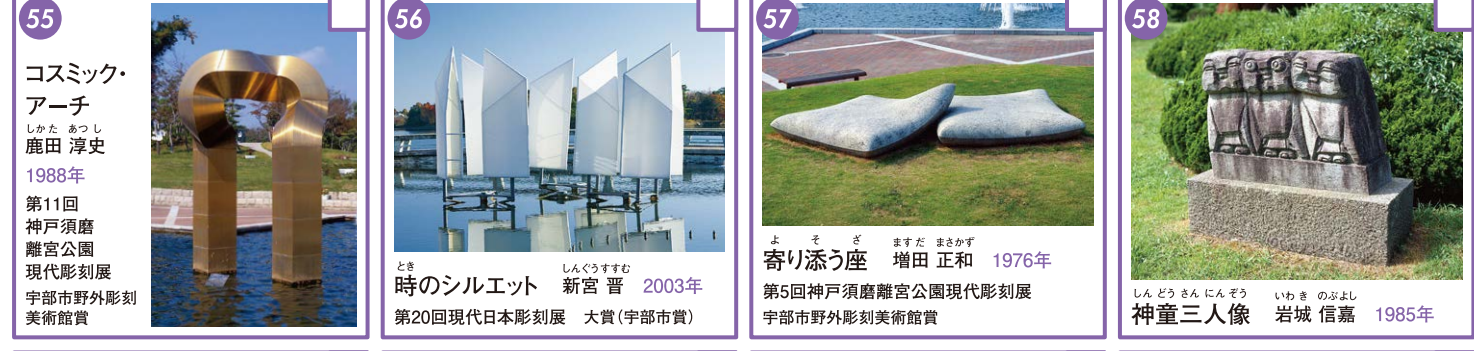 55
コスミック・
アーチ
しかた あつし
鹿田 淳史
1988年
第11回
神戸須磨
離宮公園
現代彫刻展
宇部市野外彫刻
美術館賞
56
とき
時のシルエット
しんぐうすすむ
新宮 晋 2003年
第20回現代日本彫刻展 大賞(宇部市賞)
57
よ そ ざ
寄り添う座
ますだ まさかず
増田 正和 1976年
第5回神戸須磨離宮公園現代彫刻展
宇部市野外彫刻美術館賞
58
しんどうさんにんぞう
神童三人像
いわき のぶよし
岩城 信嘉 1985年